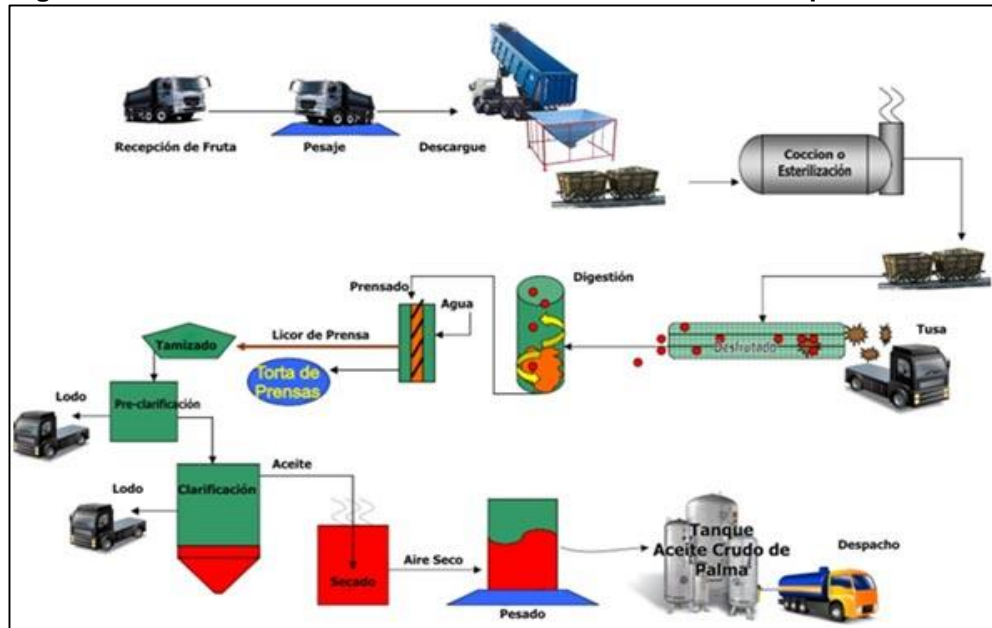 Recepción de Fruta
Pesaje
Descargue
Coccion o
Esterilización
Prensado
Agua
Digestión
Licor de Prensa
Tamizado
Torta de
Prensas
Desfrutado
Tusa
Lodo
Pre-clarificación
Lodo
Clarificación
Aceite
Secado
Aire Seco
Pesado
Tanque
Aceite Crudo de
Palma
Despacho